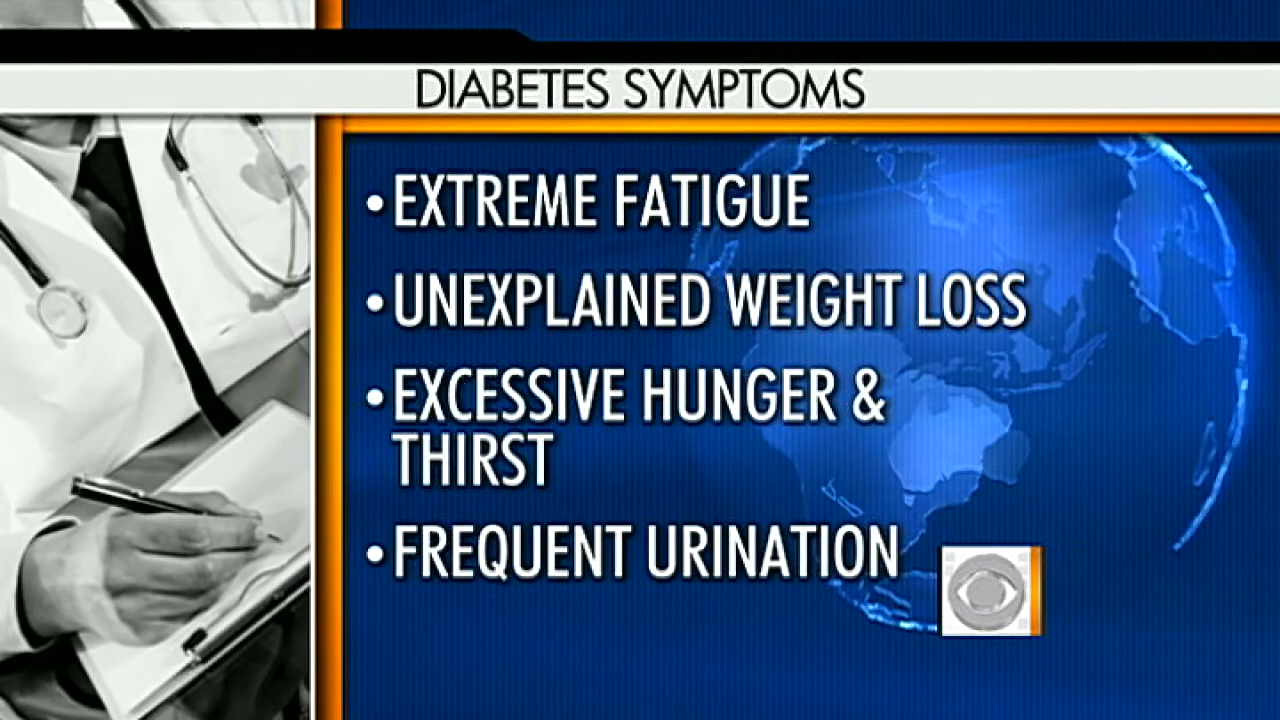 DIABETES SYMPTOMS
•EXTREME FATIGUE
•UNEXPLAINED WEIGHT LOSS
•EXCESSIVE HUNGER &
THIRST
•FREQUENT URINATION